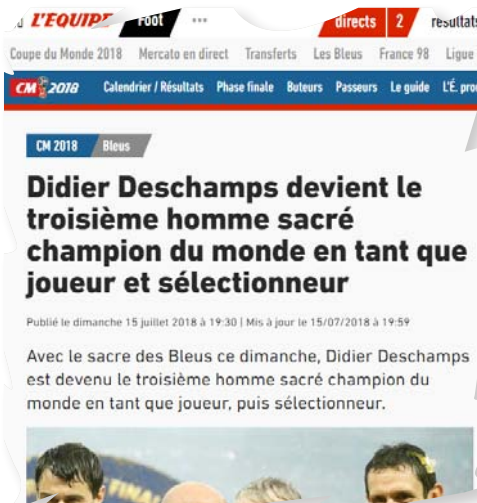 L'EQUIPE Foot ... directs 2 résultats
Coupe du Monde 2018 Mercato en direct Transferts Les Bleus France 98 Ligue
CM 2018 Calendrier / Résultats Phase finale Buteurs Passeurs Le guide L'É.
CM 2018 Bleus
Didier Deschamps devient le
troisième homme sacré
champion du monde en tant que
joueur et sélectionneur
Publié le dimanche 15 juillet 2018 à 19:30 | Mis à jour le 15/07/2018 à 19:59
Avec le sacre des Bleus ce dimanche, Didier Deschamps
est devenu le troisième homme sacré champion du
monde en tant que joueur, puis sélectionneur.